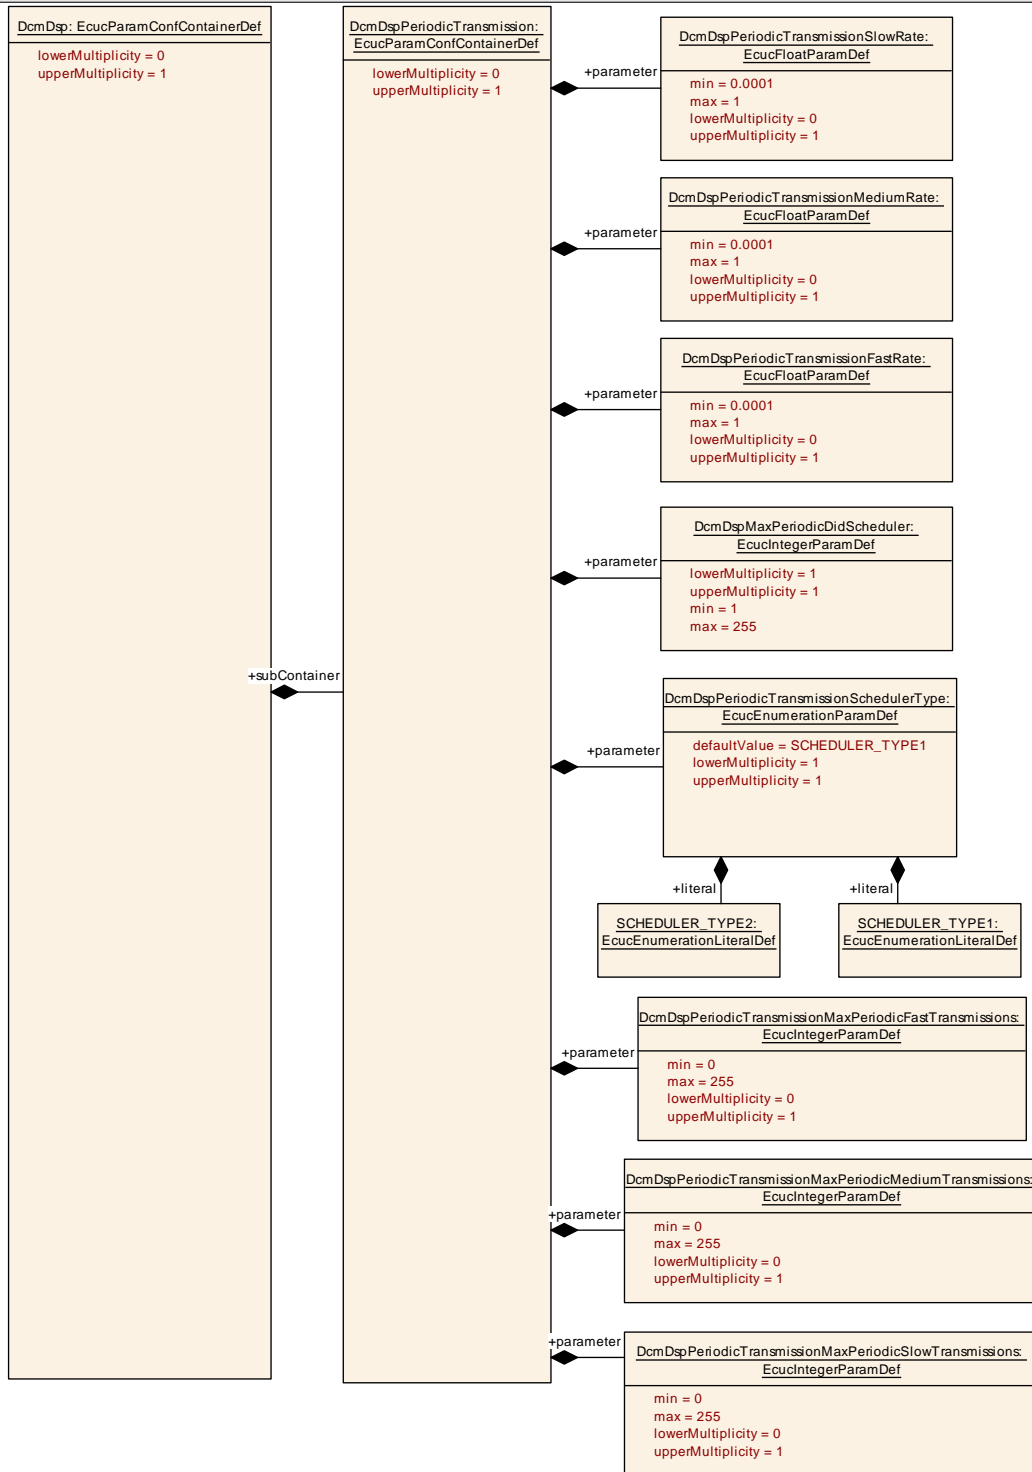 DcmDsp: EcucParamConfContainerDef
lowerMultiplicity = 0
upperMultiplicity = 1
DcmDspPeriodicTransmission:
EcucParamConfContainerDef
lowerMultiplicity = 0
upperMultiplicity = 1
+subContainer
+parameter
DcmDspPeriodicTransmissionSlowRate:
EcucFloatParamDef
min = 0.0001
max = 1
lowerMultiplicity = 0
upperMultiplicity = 1
+parameter
DcmDspPeriodicTransmissionMediumRate:
EcucFloatParamDef
min = 0.0001
max = 1
lowerMultiplicity = 0
upperMultiplicity = 1
+parameter
DcmDspPeriodicTransmissionFastRate:
EcucFloatParamDef
min = 0.0001
max = 1
lowerMultiplicity = 0
upperMultiplicity = 1
+parameter
DcmDspMaxPeriodicDidScheduler:
EcucIntegerParamDef
lowerMultiplicity = 1
upperMultiplicity = 1
min = 1
max = 255
+parameter
DcmDspPeriodicTransmissionSchedulerType:
EcucEnumerationParamDef
defaultValue = SCHEDULER_TYPE1
lowerMultiplicity = 1
upperMultiplicity = 1
+literal
SCHEDULER_TYPE2:
EcucEnumerationLiteralDef
+literal
SCHEDULER_TYPE1:
EcucEnumerationLiteralDef
+parameter
DcmDspPeriodicTransmissionMaxPeriodicFastTransmissions:
EcucIntegerParamDef
min = 0
max = 255
lowerMultiplicity = 0
upperMultiplicity = 1
+parameter
DcmDspPeriodicTransmissionMaxPeriodicMediumTransmissions:
EcucIntegerParamDef
min = 0
max = 255
lowerMultiplicity = 0
upperMultiplicity = 1
+parameter
DcmDspPeriodicTransmissionMaxPeriodicSlowTransmissions:
EcucIntegerParamDef
min = 0
max = 255
lowerMultiplicity = 0
upperMultiplicity = 1